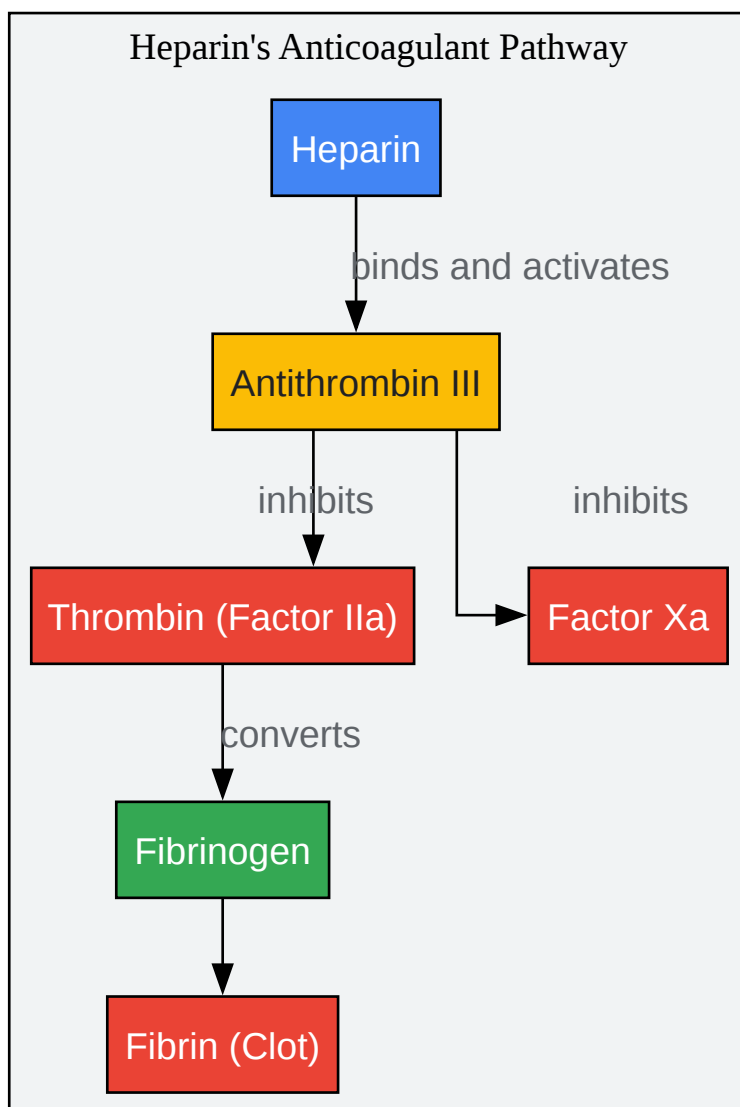 Heparin's Anticoagulant Pathway
Heparin
binds and activates
Antithrombin III
inhibits
inhibits
Thrombin (Factor IIa)
Factor Xa
converts
Fibrinogen
Fibrin (Clot)